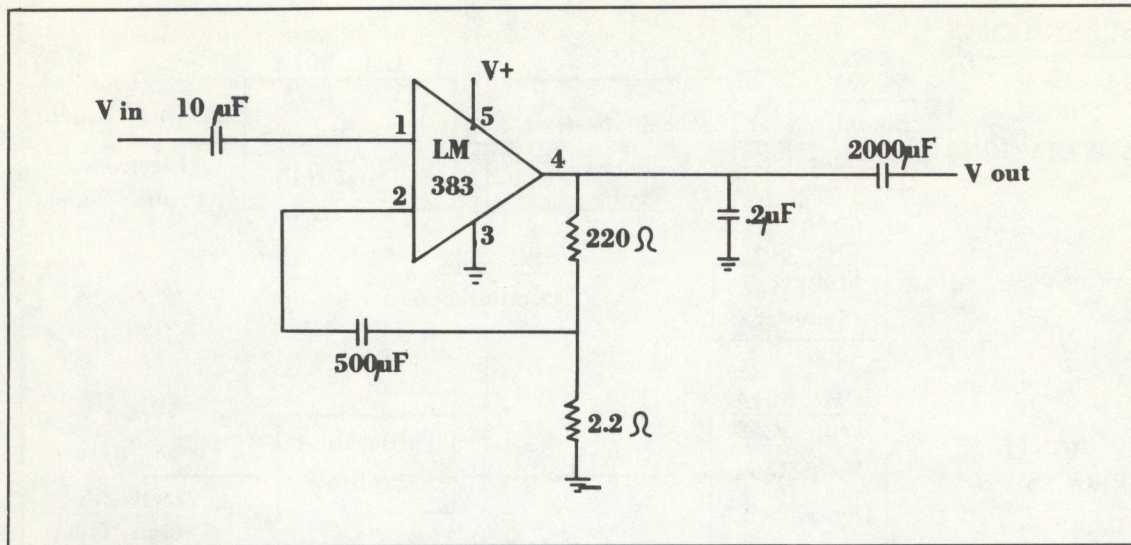 V+
V in
10 µF
5
1
LM
383
4
2000µF
V out
2
3
220 Ω
.2µF
500µF
2.2 Ω